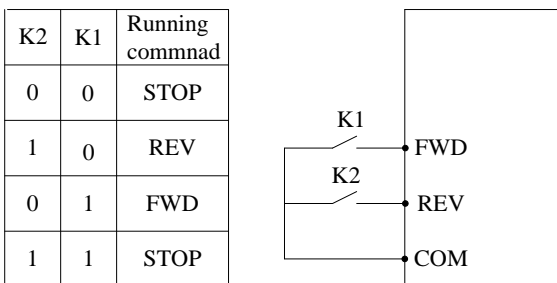 K2 K1 Running
commnad
0 0 STOP
1 0 REV
0 1 FWD
1 1 STOP
K1
FWD
K2
REV
COM